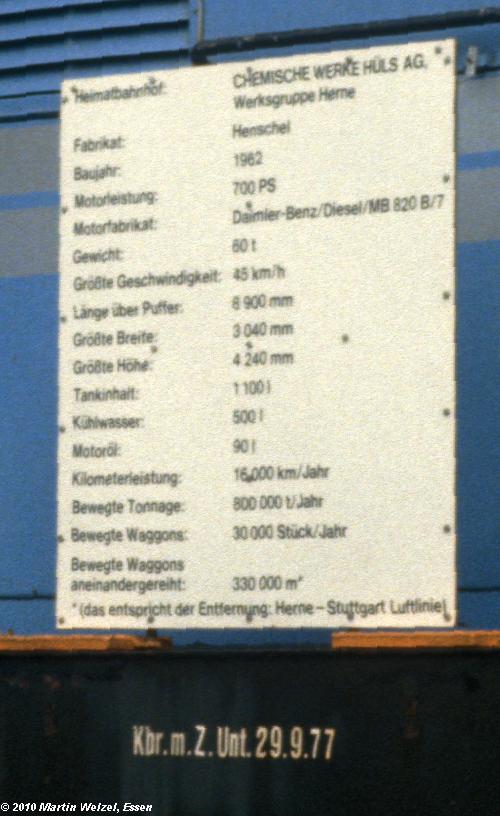 Heimatbahnhof: CHEMISCHE WERKE HÜLS AG,
Werksgruppe Herne
Fabrikat: Henschel
Baujahr: 1962
Motorleistung: 700 PS
Motorfabrikat: Daimler-Benz/Diesel/MB 820 B/7
Gewicht: 60 t
Größte Geschwindigkeit: 45 km/h
Länge über Puffer: 8 900 mm
Größte Breite: 3 040 mm
Größte Höhe: 4 240 mm
Tankinhalt: 1 100 l
Kühlwasser: 500 l
Motoröl: 90 l
Kilometerleistung: 16 000 km/Jahr
Bewegte Tonnage: 800 000 t/Jahr
Bewegte Waggons: 30 000 Stück/Jahr
Bewegte Waggons
aneinandergereiht: 330 000 m*
* (das entspricht der Entfernung: Herne – Stuttgart Luftlinie)
Kbr. m. Z. Unt. 29.9.77
© 2010 Martin Welzel, Essen